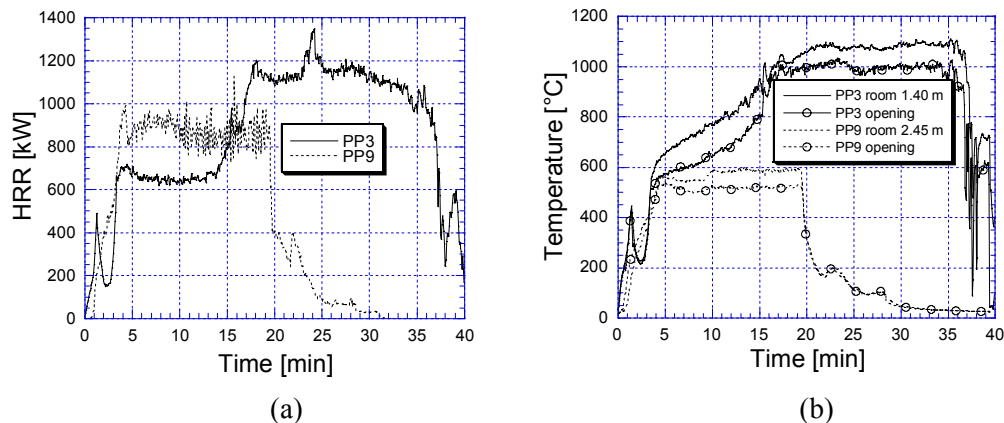 1400
1200
1000
800
600
400
200
0
HRR [kW]
PP3
PP9
0 5 10 15 20 25 30 35 40
Time [min]
(a)
1200
1000
800
600
400
200
0
Temperature [°C]
PP3 room 1.40 m
PP3 opening
PP9 room 2.45 m
PP9 opening
0 5 10 15 20 25 30 35 40
Time [min]
(b)